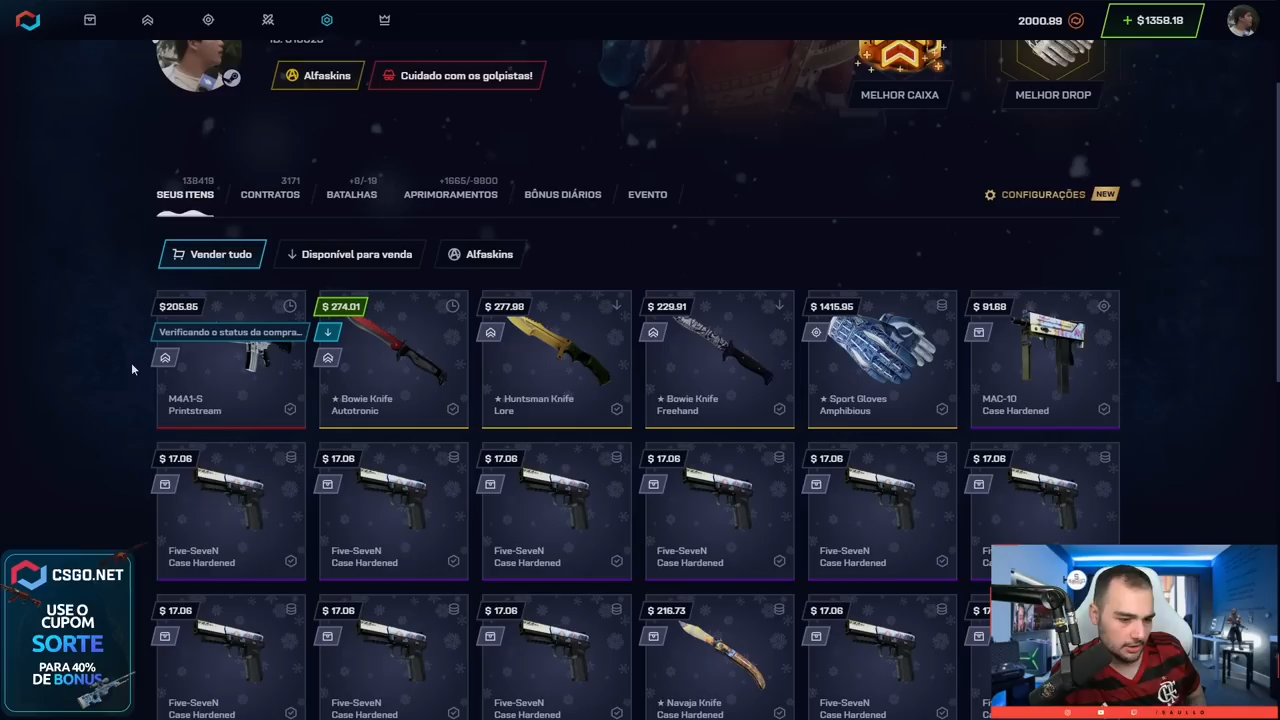 2000.89
+ $1358.18
Alfaskins
Cuidado com os golpistas!
MELHOR CAIXA
MELHOR DROP
138419
SEUS ITENS
3171
CONTRATOS
+8/-19
BATALHAS
+1665/-9800
APRIMORAMENTOS
BÔNUS DIÁRIOS
EVENTO
CONFIGURAÇÕES NEW
Vender tudo
Disponível para venda
Alfaskins
$205.85
Verificando o status da compra...
M4A1-S
Printstream
$ 274.01
★ Bowie Knife
Autotronic
$ 277.98
★ Huntsman Knife
Lore
$ 229.91
★ Bowie Knife
Freehand
$ 1415.95
★ Sport Gloves
Amphibious
$ 91.68
MAC-10
Case Hardened
$ 17.06
Five-SeveN
Case Hardened
$ 17.06
Five-SeveN
Case Hardened
$ 17.06
Five-SeveN
Case Hardened
$ 17.06
Five-SeveN
Case Hardened
$ 17.06
Five-SeveN
Case Hardened
$ 17.06
Five-SeveN
Case Hardened
$ 17.06
Five-SeveN
Case Hardened
$ 17.06
Five-SeveN
Case Hardened
$ 17.06
Five-SeveN
Case Hardened
$ 216.73
★ Navaja Knife
Case Hardened
$ 17.06
Five-SeveN
Case Hardened
CSGO.NET
USE O
CUPOM
SORTE
PARA 40%
DE BONUS